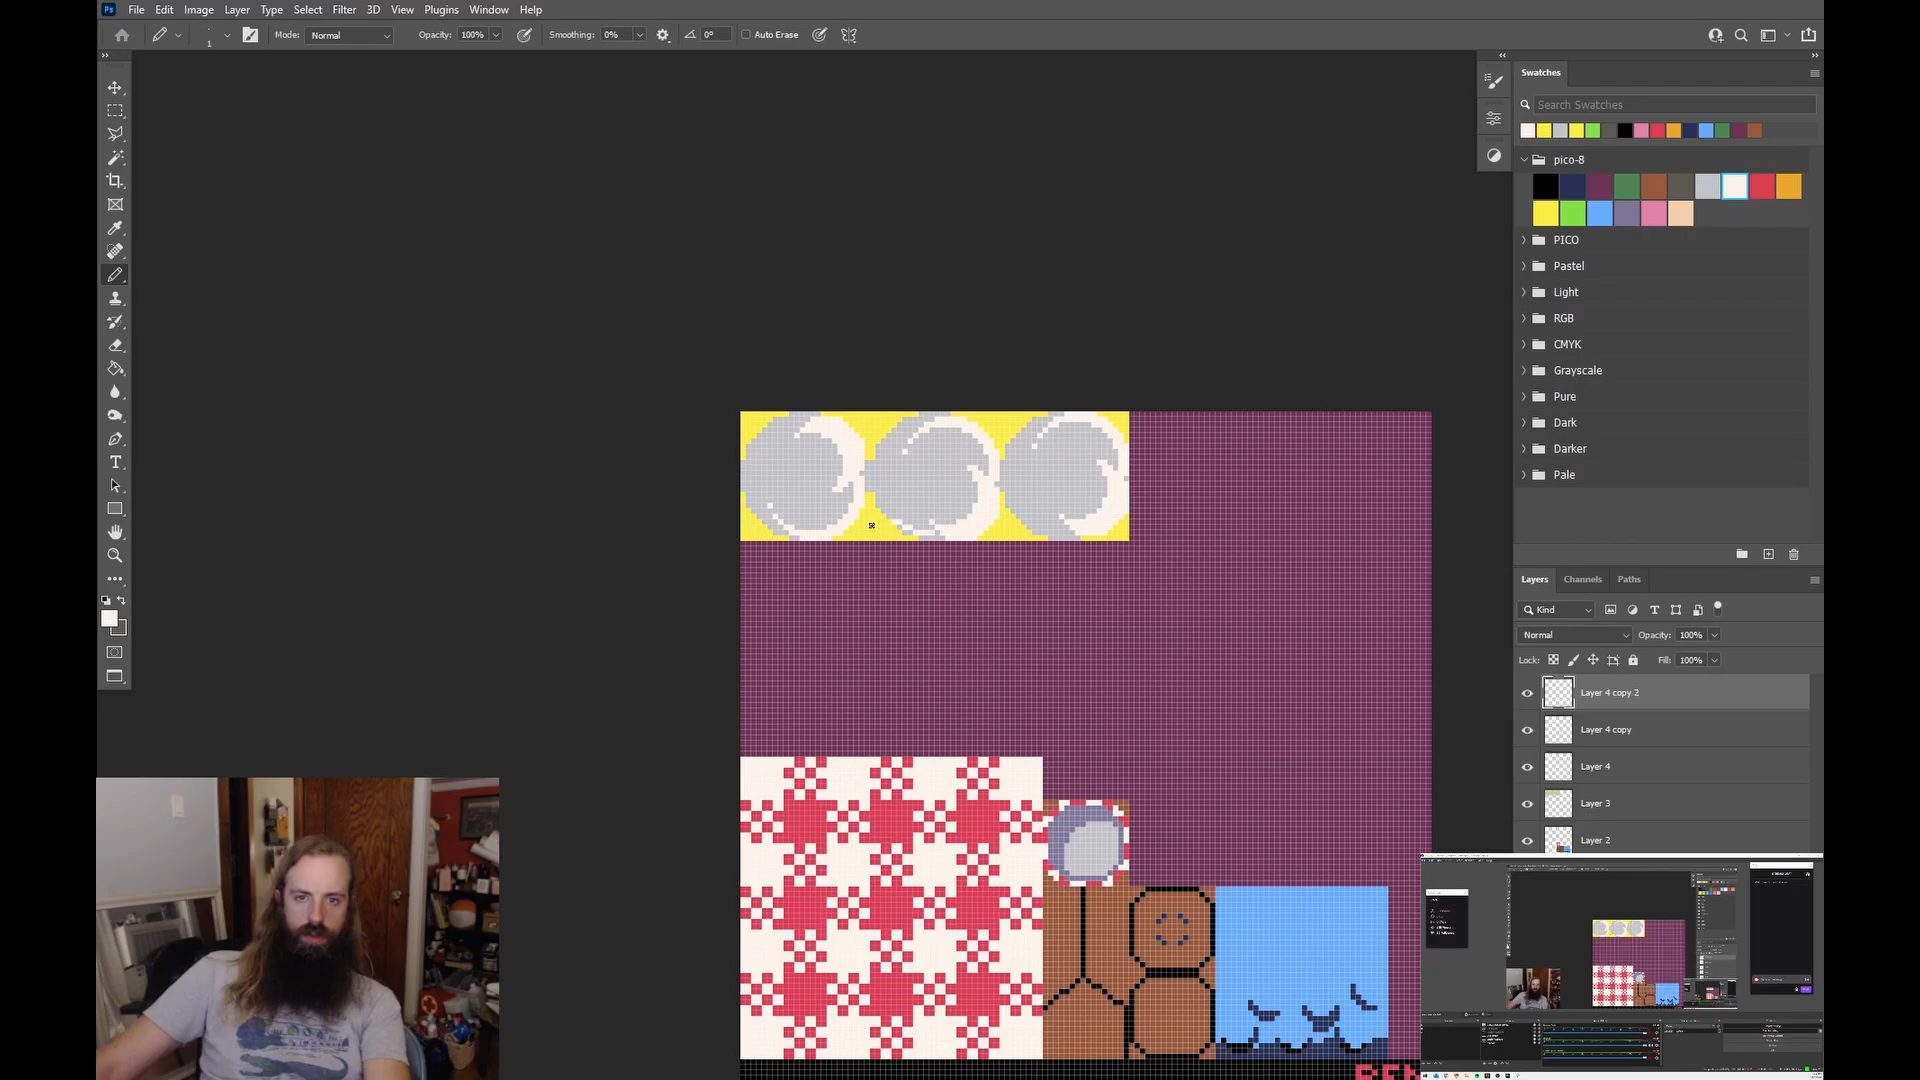 Ps File Edit Image Layer Type Select Filter 3D View Plugins Window Help
1 Mode: Normal Opacity: 100% Smoothing: 0% 0° Auto Erase
Swatches
Search Swatches
pico-8
PICO
Pastel
Light
RGB
CMYK
Grayscale
Pure
Dark
Darker
Pale
Layers Channels Paths
Kind
Normal Opacity: 100%
Lock: Fill: 100%
Layer 4 copy 2
Layer 4 copy
Layer 4
Layer 3
Layer 2